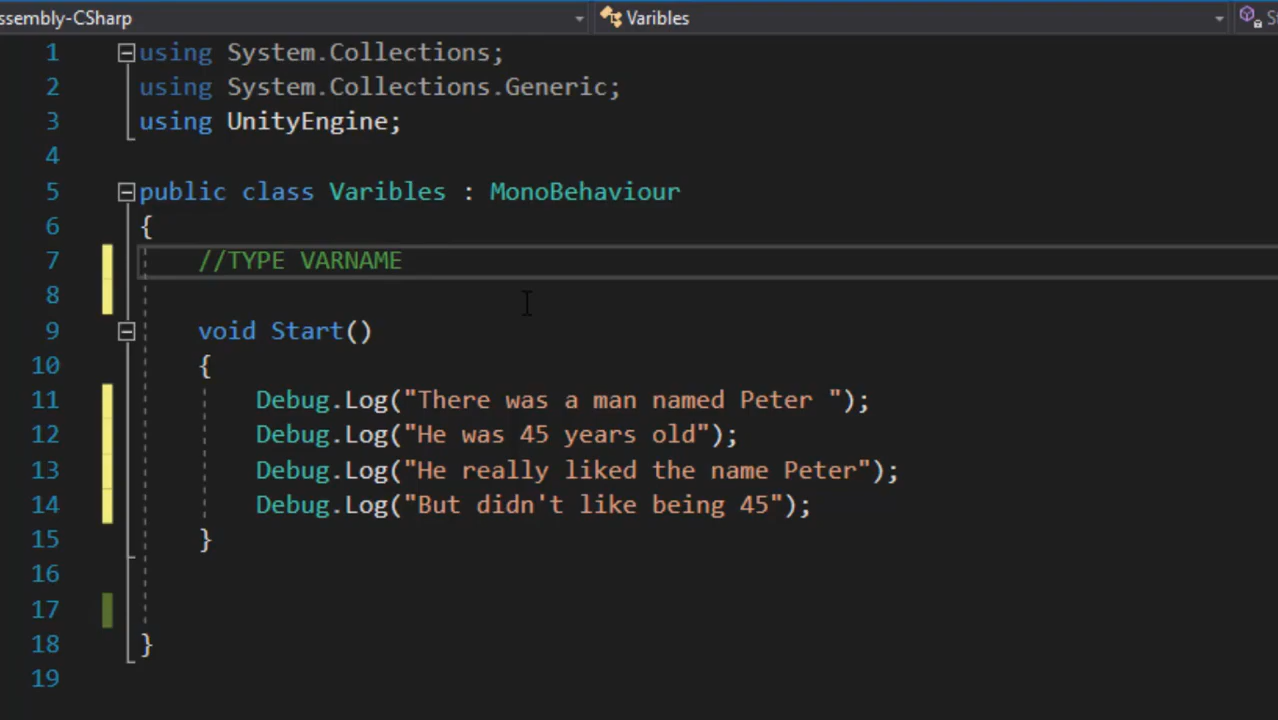 ssembly-CSharp Varibles S
1 using System.Collections;
2 using System.Collections.Generic;
3 using UnityEngine;
4
5 public class Varibles : MonoBehaviour
6 {
7 //TYPE VARNAME
8
9 void Start()
10 {
11 Debug.Log("There was a man named Peter ");
12 Debug.Log("He was 45 years old");
13 Debug.Log("He really liked the name Peter");
14 Debug.Log("But didn't like being 45");
15 }
16
17
18 }
19